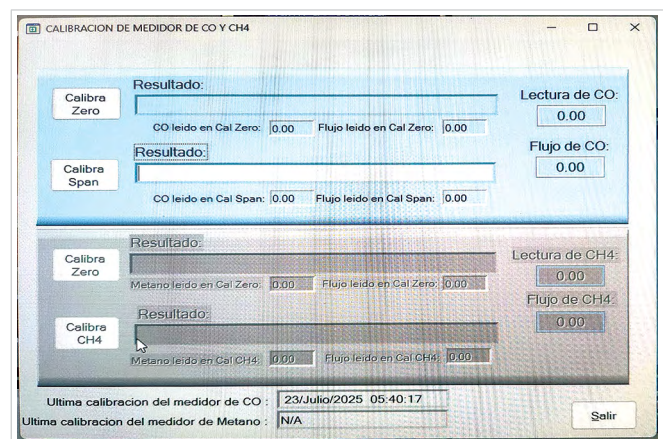 CALIBRACION DE MEDIDOR DE CO Y CH4
Calibra Zero
Resultado:
CO leido en Cal Zero: 0.00 Flujo leido en Cal Zero: 0.00
Lectura de CO:
0.00
Calibra Span
Resultado:
CO leido en Cal Span: 0.00 Flujo leido en Cal Span: 0.00
Flujo de CO:
0.00
Calibra Zero
Resultado:
Metano leido en Cal Zero: 0.00 Flujo leido en Cal Zero: 0.00
Lectura de CH4:
0.00
Calibra CH4
Resultado:
Metano leido en Cal CH4: 0.00 Flujo leido en Cal CH4: 0.00
Flujo de CH4:
0.00
Ultima calibracion del medidor de CO : 23/Julio/2025 05:40:17
Ultima calibracion del medidor de Metano : N/A
Salir